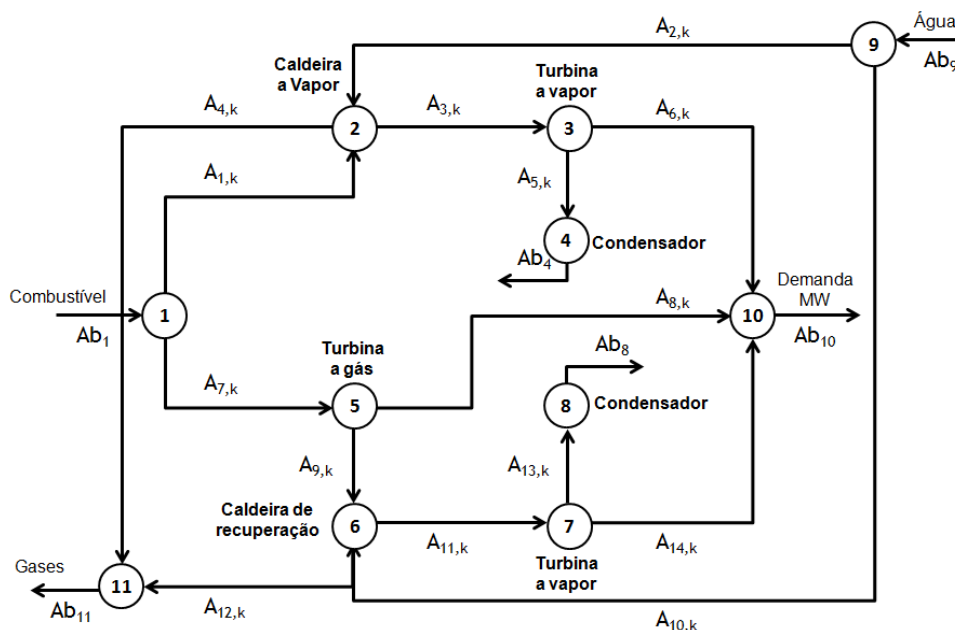 A2,k
9
Água
Ab9
Caldeira
a Vapor
Turbina
a vapor
A4,k
2
A3,k
3
A6,k
A1,k
A5,k
4
Condensador
Ab4
Combustível
Ab1
1
A8,k
10
Demanda
MW
Ab10
Turbina
a gás
A7,k
5
Ab8
8
Condensador
A9,k
A13,k
Caldeira de
recuperação
6
A11,k
7
A14,k
Turbina
a vapor
Gases
11
Ab11
A12,k
A10,k